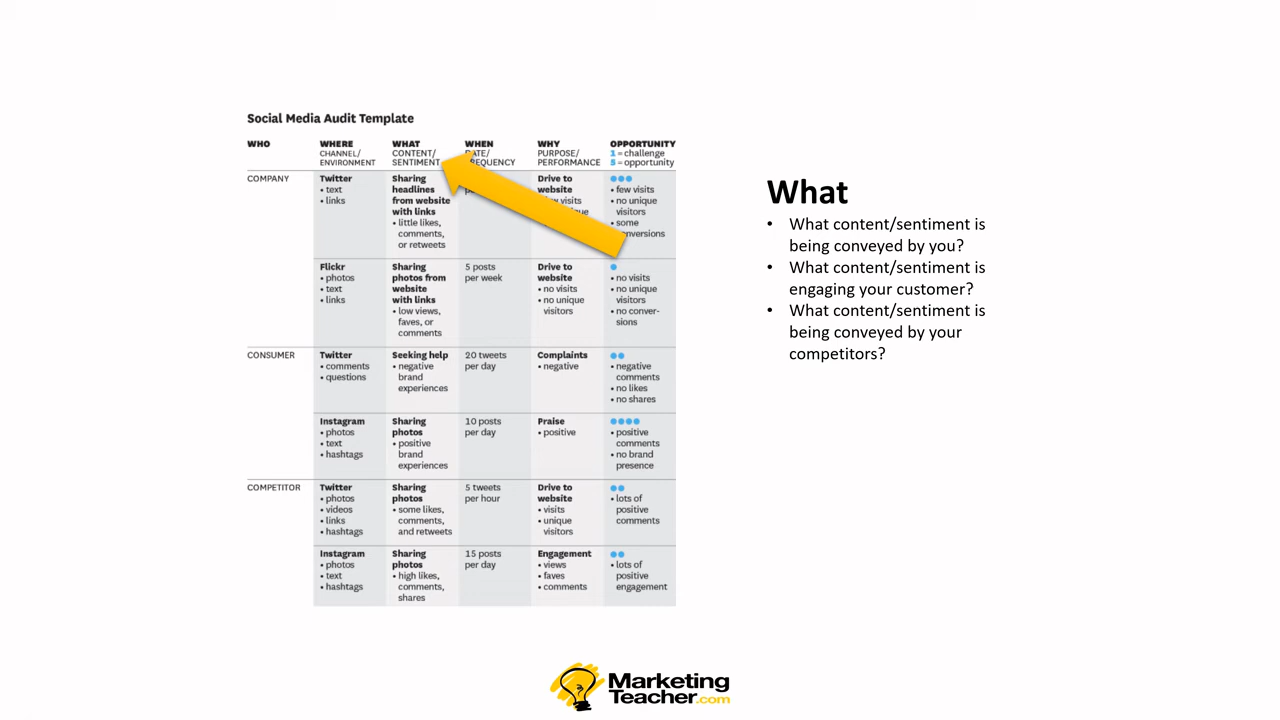 Social Media Audit Template
WHO
WHERE
CHANNEL/
ENVIRONMENT
WHAT
CONTENT/
SENTIMENT
WHEN
PURPOSE/
PERFORMANCE
WHY
OPPORTUNITY
1 = challenge
5 = opportunity
COMPANY
Twitter
• text
• links
Sharing
headlines
from website
with links
• little likes,
comments,
or retweets
Drive to
website
visits
• some
Flickr
• photos
• text
• links
Sharing
photos from
website
with links
• low views,
faves, or
comments
5 posts
per week
Drive to
website
• no visits
• no unique
visitors
• few visits
• no unique
visitors
• no visits
• no unique
visitors
• no conver-
sions
CONSUMER
Twitter
• comments
• questions
Seeking help
• negative
brand
experiences
20 tweets
per day
Complaints
• negative
• negative
comments
• no likes
• no shares
Instagram
• photos
• text
• hashtags
Sharing
photos
• positive
brand
experiences
10 posts
per day
Praise
• positive
• positive
comments
• no brand
presence
COMPETITOR
Twitter
• photos
• videos
• links
• hashtags
Sharing
photos
• some likes,
comments,
and retweets
5 tweets
per hour
Drive to
website
• visits
• unique
visitors
• lots of
positive
comments
Instagram
• photos
• text
• hashtags
Sharing
photos
• high likes,
comments,
shares
15 posts
per day
Engagement
• views
• faves
• comments
• lots of
positive
engagement
What
• What content/sentiment is
being conveyed by you?
• What content/sentiment is
engaging your customer?
• What content/sentiment is
being conveyed by your
competitors?
Marketing
Teacher.com